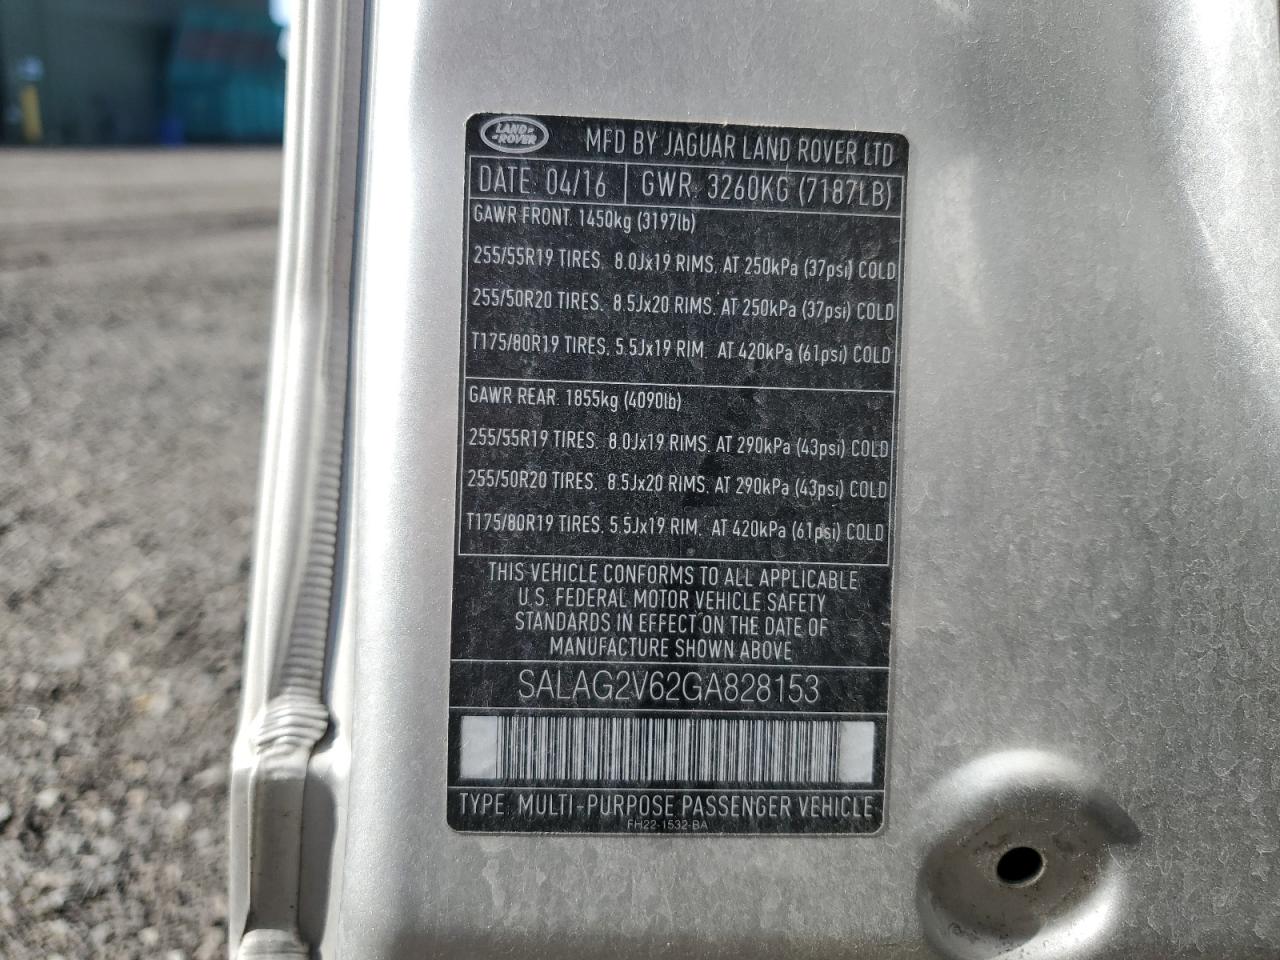 LAND-
-ROVER
MFD BY JAGUAR LAND ROVER LTD
DATE: 04/16 GWR: 3260KG (7187LB)
GAWR FRONT: 1450kg (3197lb)
255/55R19 TIRES, 8.0Jx19 RIMS, AT 250kPa (37psi) COLD
255/50R20 TIRES, 8.5Jx20 RIMS, AT 250kPa (37psi) COLD
T175/80R19 TIRES, 5.5Jx19 RIM, AT 420kPa (61psi) COLD
GAWR REAR: 1855kg (4090lb)
255/55R19 TIRES, 8.0Jx19 RIMS, AT 290kPa (43psi) COLD
255/50R20 TIRES, 8.5Jx20 RIMS, AT 290kPa (43psi) COLD
T175/80R19 TIRES, 5.5Jx19 RIM, AT 420kPa (61psi) COLD
THIS VEHICLE CONFORMS TO ALL APPLICABLE
U.S. FEDERAL MOTOR VEHICLE SAFETY
STANDARDS IN EFFECT ON THE DATE OF
MANUFACTURE SHOWN ABOVE
SALAG2V62GA828153
TYPE: MULTI-PURPOSE PASSENGER VEHICLE
FH22-1532-BA